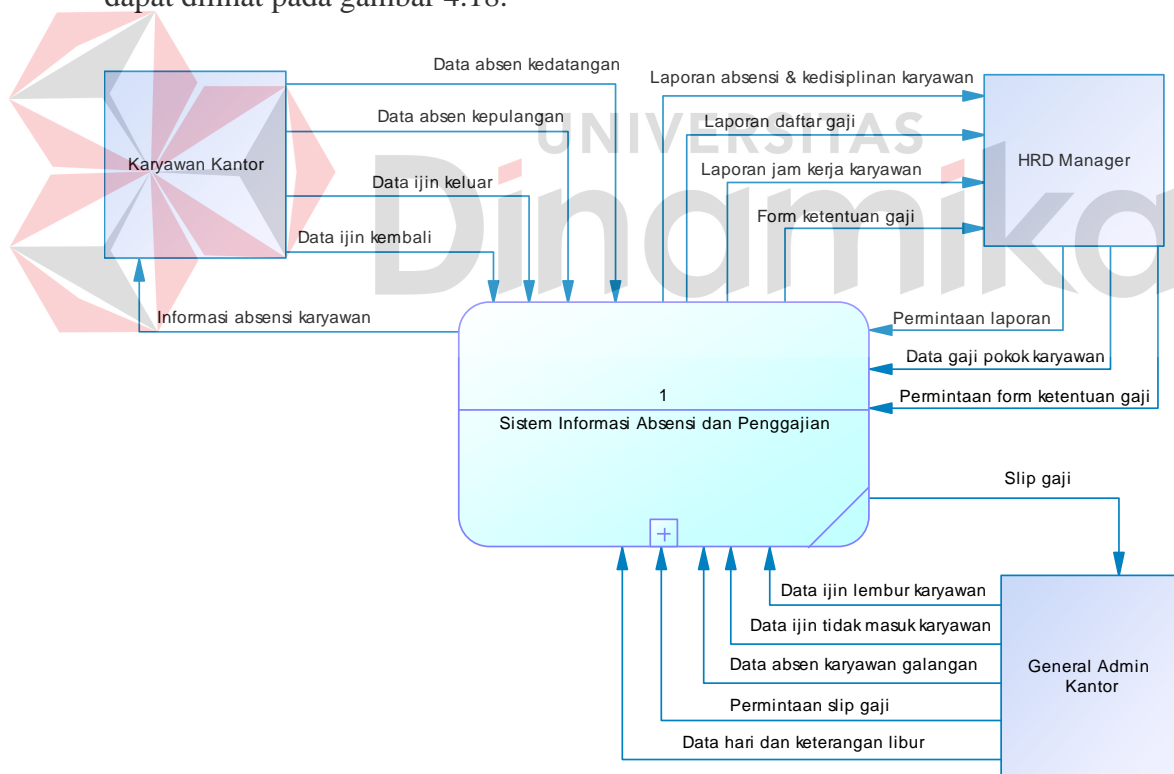 dapat dilihat pada gambar 4.18.
Data absen kedatangan
Data absen kepulangan
Karyawan Kantor
Data ijin keluar
Data ijin kembali
Informasi absensi karyawan
Laporan absensi & kedisiplinan karyawan
Laporan daftar gaji
Laporan jam kerja karyawan
Form ketentuan gaji
HRD Manager
UNIVERSITAS
Dinamika
Permintaan laporan
Data gaji pokok karyawan
Permintaan form ketentuan gaji
1
Sistem Informasi Absensi dan Penggajian
+
Slip gaji
Data ijin lembur karyawan
Data ijin tidak masuk karyawan
Data absen karyawan galangan
Permintaan slip gaji
Data hari dan keterangan libur
General Admin
Kantor